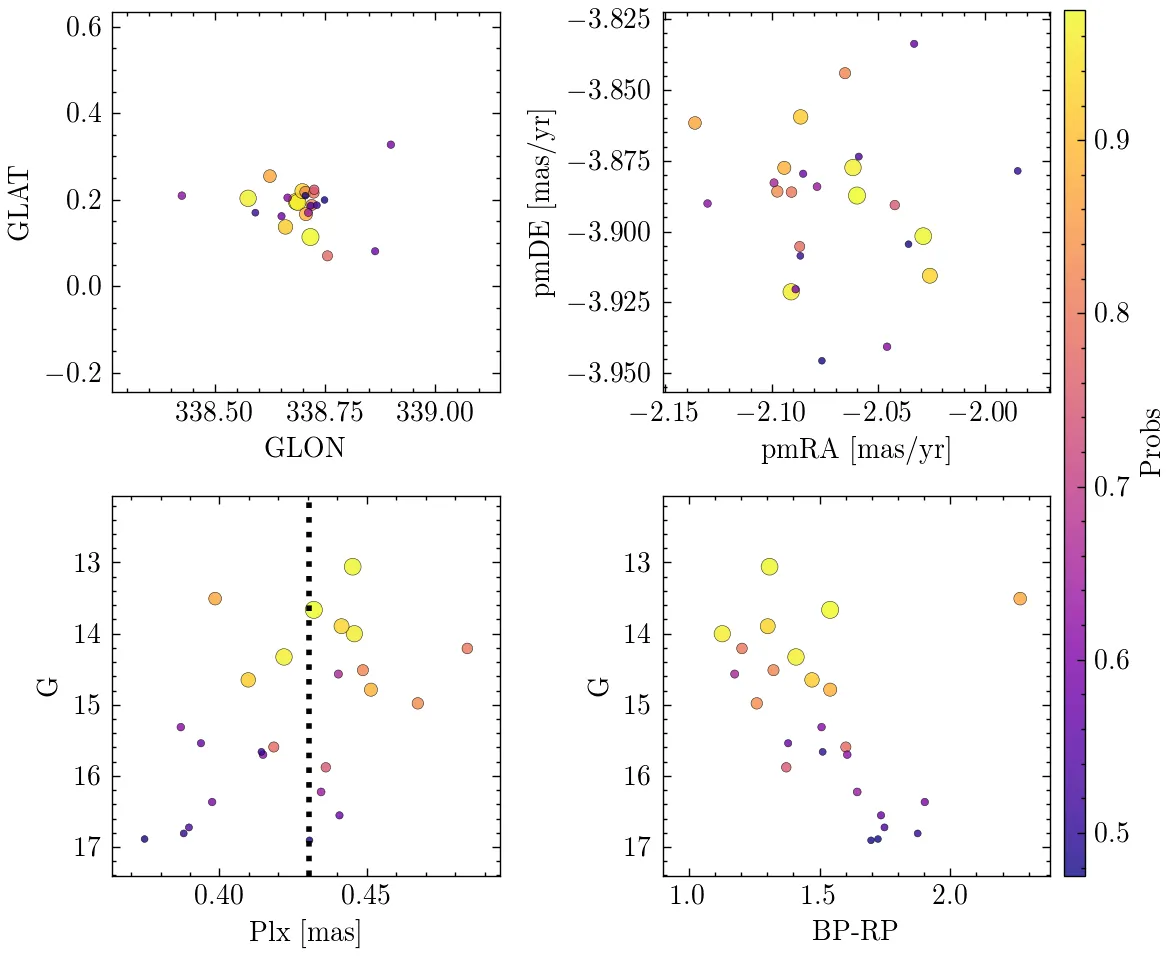 0.6
0.4
0.2
0.0
−0.2
GLAT
338.50 338.75 339.00
GLON
−3.825
−3.850
−3.875
−3.900
−3.925
−3.950
pmDE [mas/yr]
−2.15 −2.10 −2.05 −2.00
pmRA [mas/yr]
0.9
0.8
0.7
0.6
0.5
Probs
13
14
15
16
17
G
0.40 0.45
Plx [mas]
13
14
15
16
17
G
1.0 1.5 2.0
BP-RP